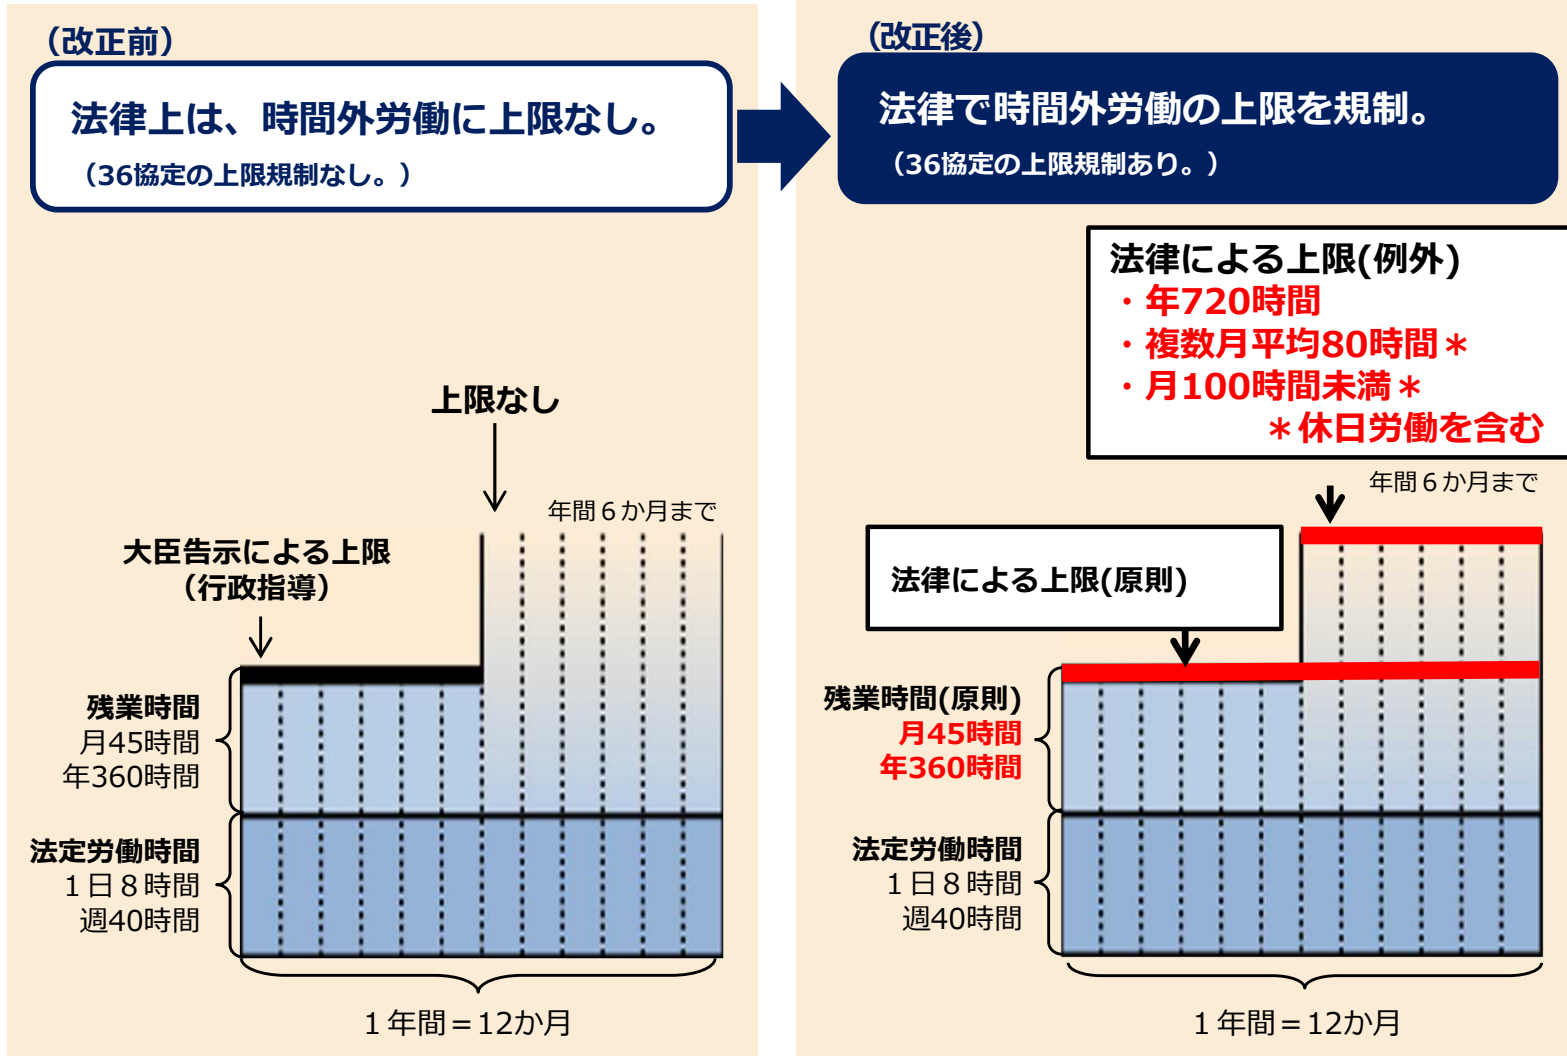 （改正前）
法律上は、時間外労働に上限なし。
（36協定の上限規制なし。）
上限なし
年間６か月まで
大臣告示による上限
（行政指導）
残業時間
月45時間
年360時間
法定労働時間
１日８時間
週40時間
１年間＝12か月
（改正後）
法律で時間外労働の上限を規制。
（36協定の上限規制あり。）
法律による上限(例外)
・年720時間
・複数月平均80時間＊
・月100時間未満＊
＊休日労働を含む
年間６か月まで
法律による上限(原則)
残業時間(原則)
月45時間
年360時間
法定労働時間
１日８時間
週40時間
１年間＝12か月